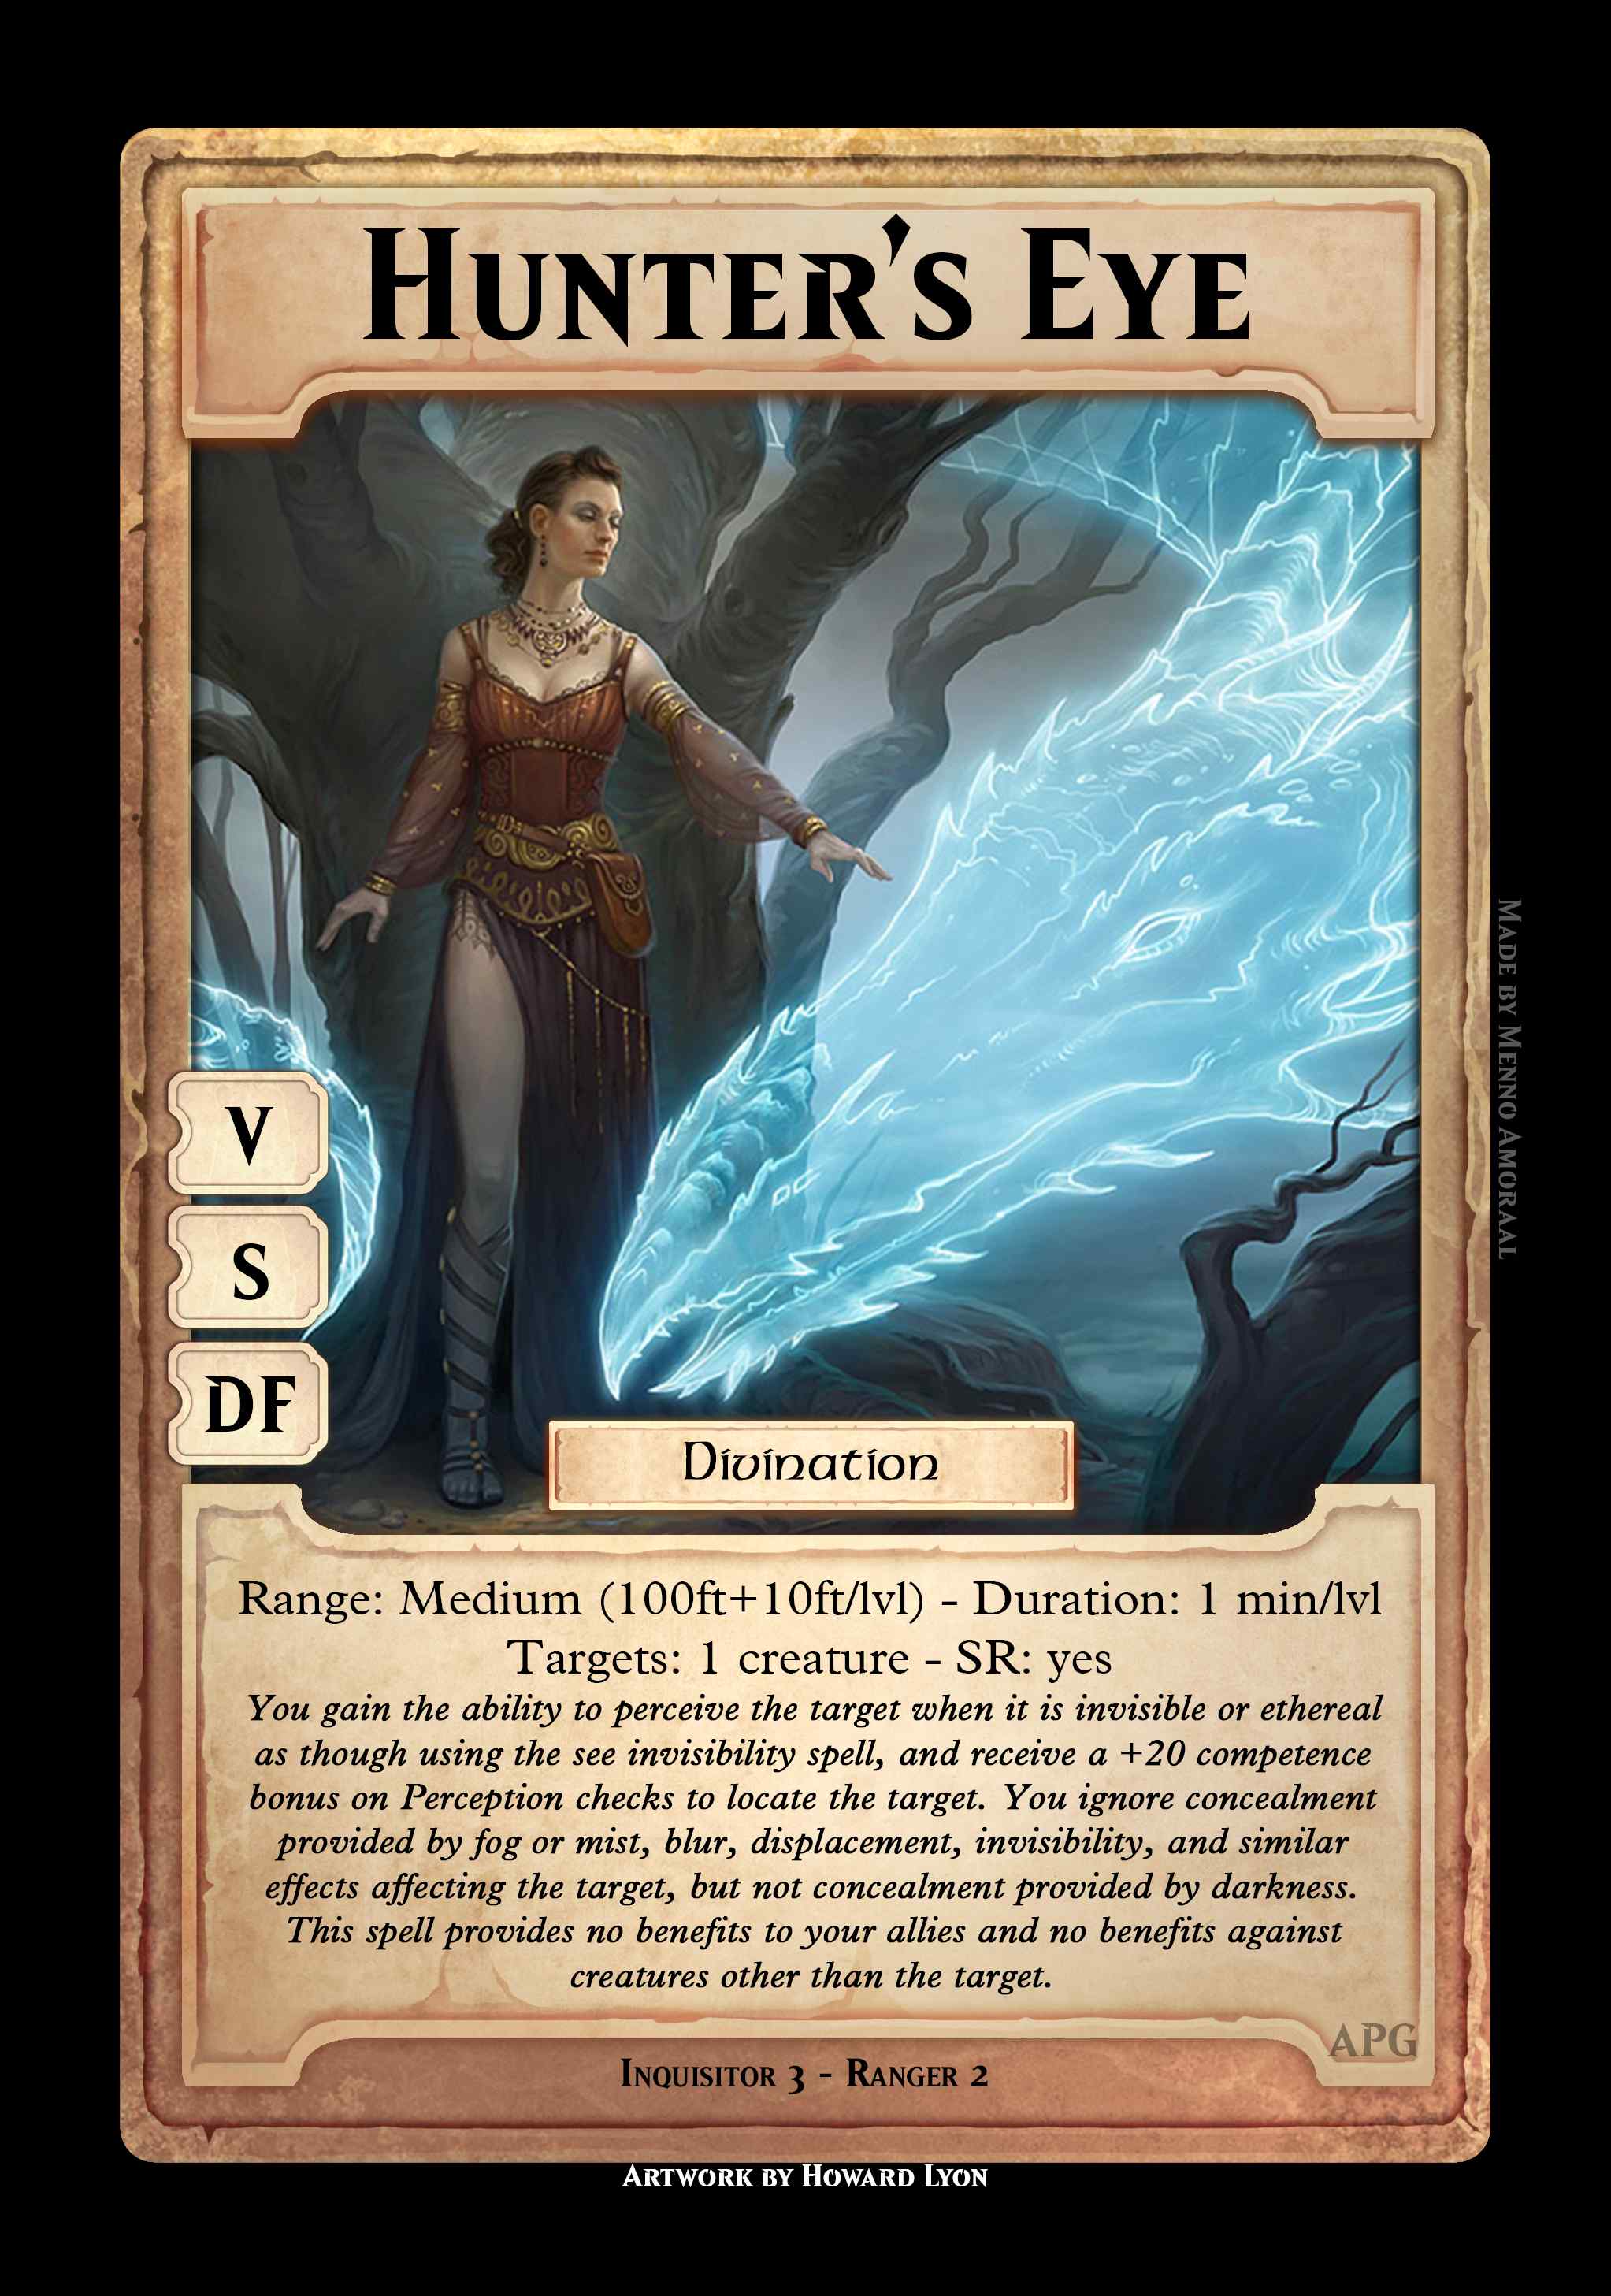 Hunter's Eye
V
S
DF
Divination
Range: Medium (100ft+10ft/lvl) - Duration: 1 min/lvl
Targets: 1 creature - SR: yes
You gain the ability to perceive the target when it is invisible or ethereal
as though using the see invisibility spell, and receive a +20 competence
bonus on Perception checks to locate the target. You ignore concealment
provided by fog or mist, blur, displacement, invisibility, and similar
effects affecting the target, but not concealment provided by darkness.
This spell provides no benefits to your allies and no benefits against
creatures other than the target.
APG
Inquisitor 3 - Ranger 2
Artwork by Howard Lyon
Made by Menno Amoraal